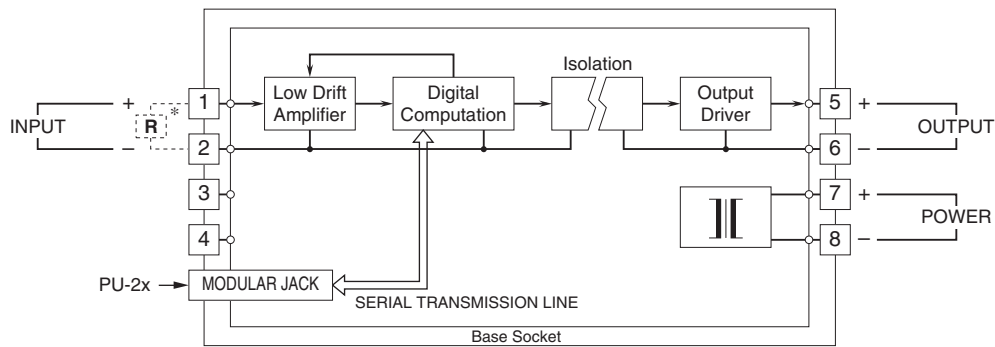 Isolation
1
Low Drift
Amplifier
Digital
Computation
Output
Driver
5
+
+
*
INPUT
R
OUTPUT
–
2
6
–
3
7
+
POWER
4
8
–
PU-2x
MODULAR JACK
SERIAL TRANSMISSION LINE
Base Socket